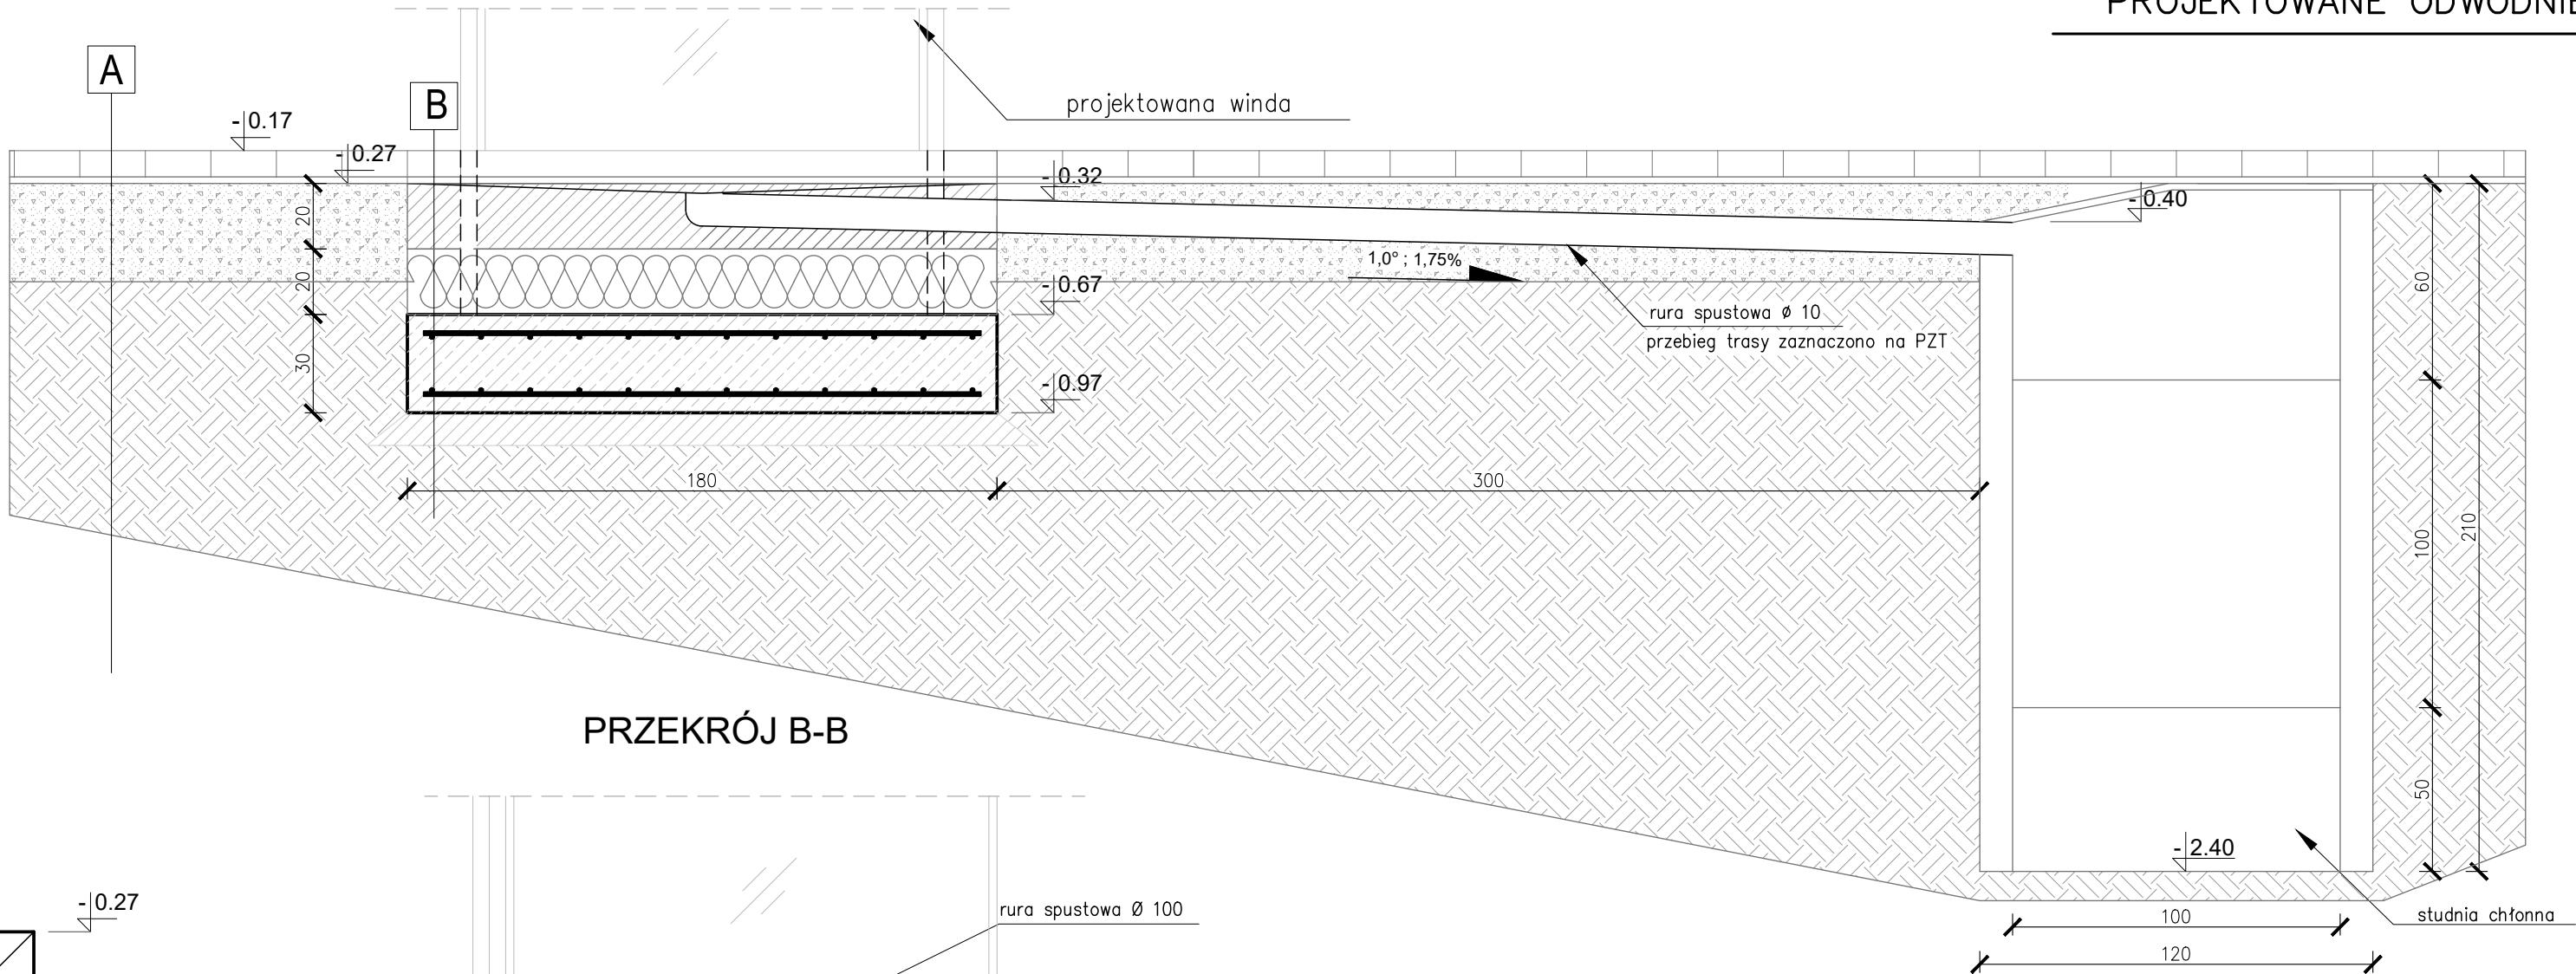 PROJEKTOWANE ODWODNIE
A
B
-0.17
projektowana winda
-0.27
-0.32
-0.40
20
20
30
1,0° ; 1,75%
-0.67
rura spustowa ø 10
przebieg trasy zaznaczono na PZT
-0.97
60
180
300
100
210
PRZEKRÓJ B-B
50
-2.40
-0.27
rura spustowa Ø 100
100
studnia chłonna
120